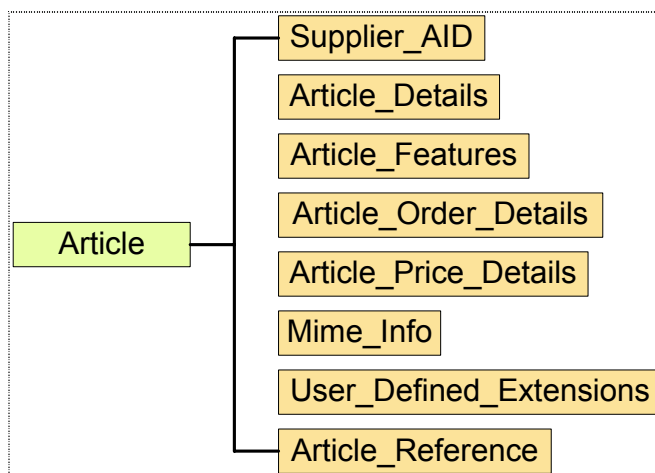 Supplier_AID
Article_Details
Article_Features
Article_Order_Details
Article
Article_Price_Details
Mime_Info
User_Defined_Extensions
Article_Reference